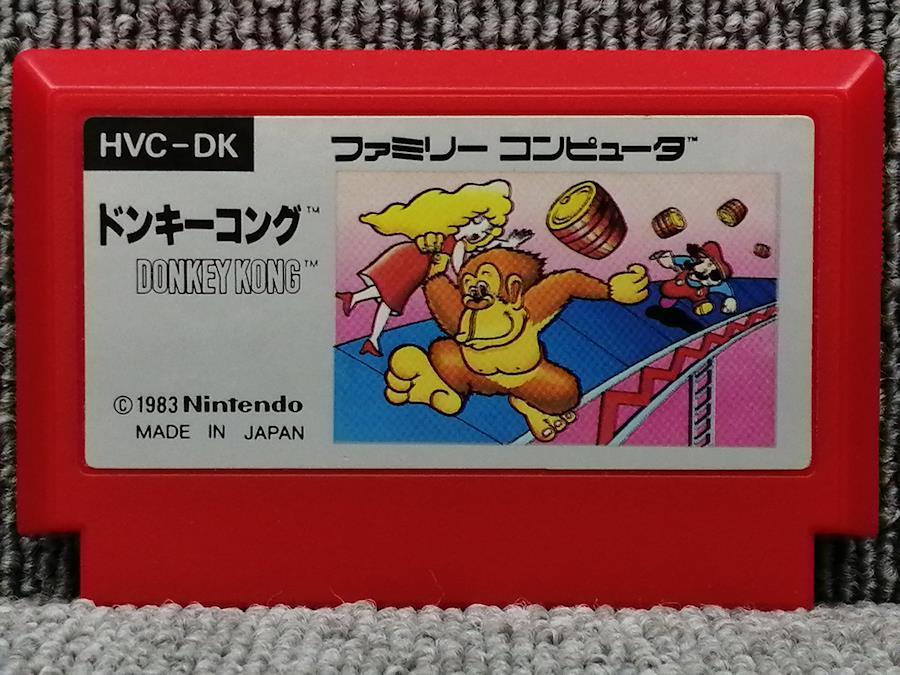 HVC-DK
ファミリー コンピュータ™
ドンキーコング™
DONKEY KONG™
©1983 Nintendo
MADE IN JAPAN